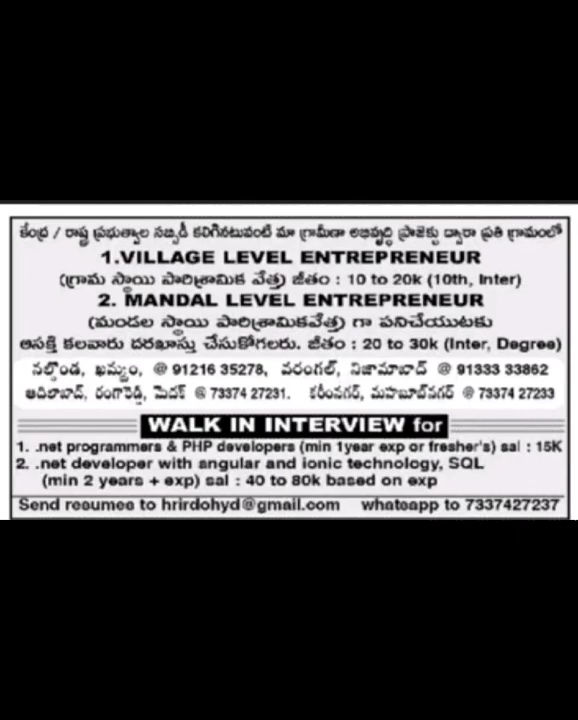 కేంద్ర / రాష్ట్ర ప్రభుత్వాల సబ్సిడీ కలిగినటువంటి మా గ్రామీణా అభివృద్ధి ప్రాజెక్టు ద్వారా ప్రతి గ్రామంలో
1.VILLAGE LEVEL ENTREPRENEUR
(గ్రామ స్థాయి పారిశ్రామిక వేత్త) జీతం : 10 to 20k (10th, Inter)
2. MANDAL LEVEL ENTREPRENEUR
(మండల స్థాయి పారిశ్రామికవేత్త) గా పనిచేయుటకు
ఆసక్తి కలవారు దరఖాస్తు చేసుకోగలరు. జీతం : 20 to 30k (Inter, Degree)
నల్గొండ, ఖమ్మం, @ 91216 35278, వరంగల్, నిజామాబాద్ @ 91333 33862
ఆదిలాబాద్, రంగారెడ్డి, మెదక్ @ 73374 27231. కరీంనగర్, మహబూబ్‌నగర్ @ 73374 27233
WALK IN INTERVIEW for
1. .net programmers & PHP developers (min 1year exp or fresher's) sal : 15K
2. .net developer with angular and ionic technology, SQL
(min 2 years + exp) sal : 40 to 80k based on exp
Send resumes to hrirdohyd@gmail.com whatsapp to 7337427237